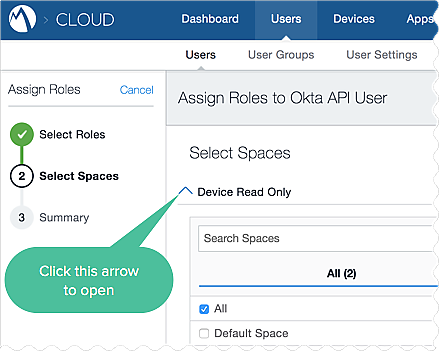 CLOUD
Dashboard
Users
Devices
Apps
Users
User Groups
User Settings
Assign Roles
Cancel
Select Roles
2 Select Spaces
3 Summary
Assign Roles to Okta API User
Select Spaces
Device Read Only
Search Spaces
All (2)
All
Default Space
Click this arrow
to open